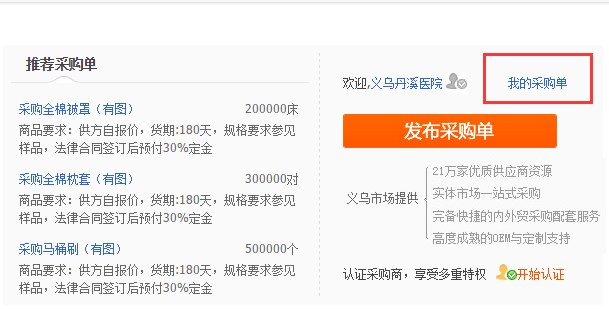 推荐采购单
采购全棉被罩（有图） 200000床
商品要求：供方自报价，货期:180天，规格要求参见
样品，法律合同签订后预付30%定金
采购全棉枕套（有图） 300000对
商品要求：供方自报价，货期:180天，规格要求参见
样品，法律合同签订后预付30%定金
采购马桶刷（有图） 500000个
商品要求：供方自报价，货期:180天，规格要求参见
样品，法律合同签订后预付30%定金
欢迎,义乌丹溪医院 我的采购单
发布采购单
义乌市场提供
21万家优质供应商资源
实体市场一站式采购
完备快捷的内外贸采购配套服务
高度成熟的OEM与定制支持
认证采购商，享受多重特权 开始认证